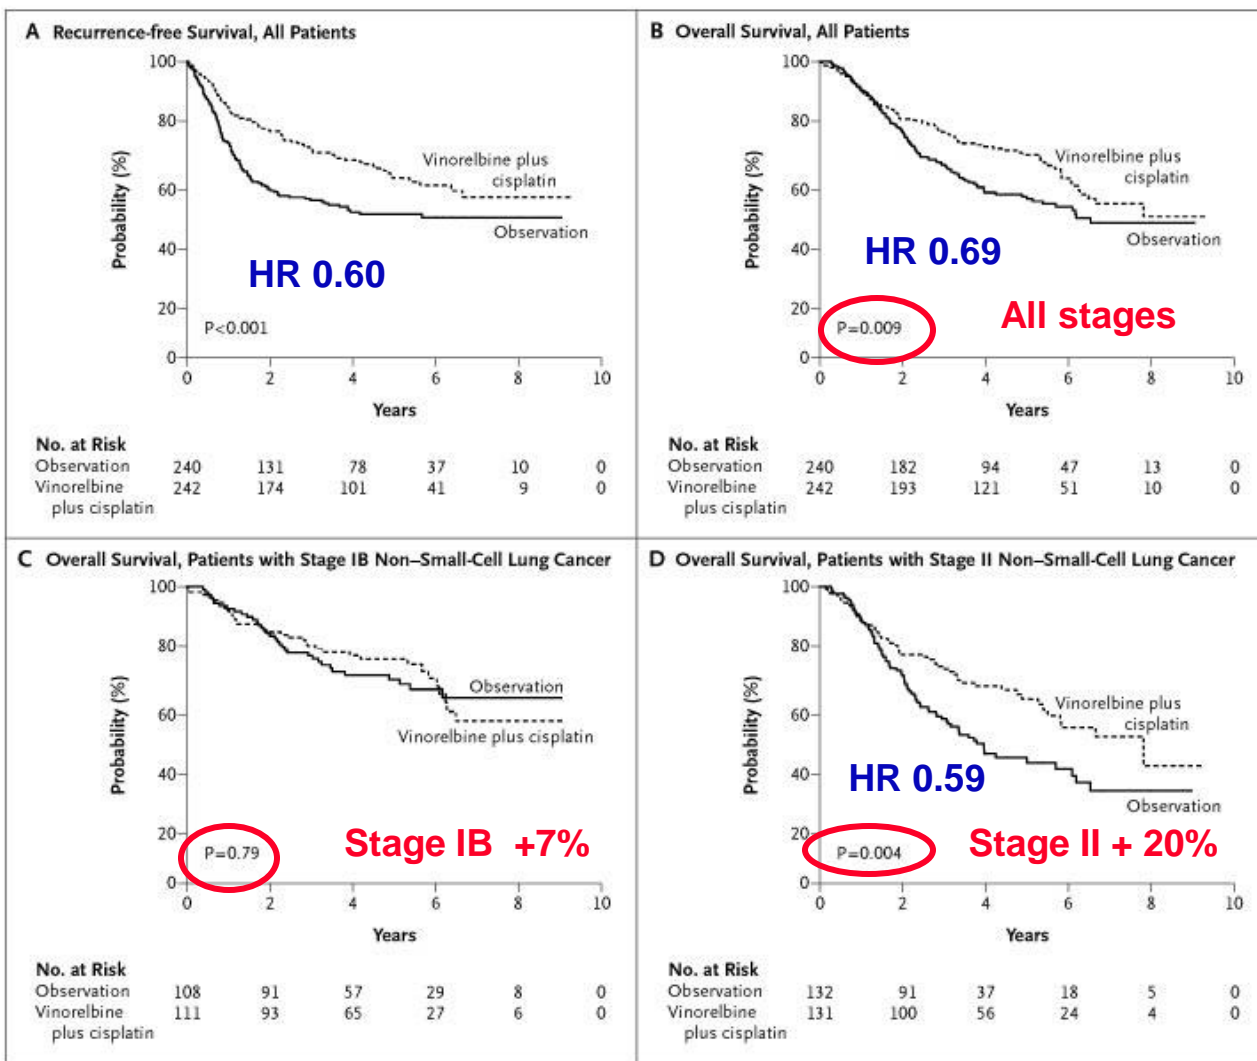 A Recurrence-free Survival, All Patients
100
80
60
40
20
0
Probability (%)
Vinorelbine plus
cisplatin
Observation
HR 0.60
P<0.001
0 2 4 6 8 10
Years
No. at Risk
Observation 240 131 78 37 10 0
Vinorelbine 242 174 101 41 9 0
plus cisplatin
B Overall Survival, All Patients
100
80
60
40
20
0
Probability (%)
Vinorelbine plus
cisplatin
Observation
HR 0.69
All stages
P=0.009
0 2 4 6 8 10
Years
No. at Risk
Observation 240 182 94 47 13 0
Vinorelbine 242 193 121 51 10 0
plus cisplatin
C Overall Survival, Patients with Stage IB Non–Small-Cell Lung Cancer
100
80
60
40
20
0
Probability (%)
Observation
Vinorelbine plus cisplatin
Stage IB +7%
P=0.79
0 2 4 6 8 10
Years
No. at Risk
Observation 108 91 57 29 8 0
Vinorelbine 111 93 65 27 6 0
plus cisplatin
D Overall Survival, Patients with Stage II Non–Small-Cell Lung Cancer
100
80
60
40
20
0
Probability (%)
Vinorelbine plus
cisplatin
HR 0.59
Observation
Stage II + 20%
P=0.004
0 2 4 6 8 10
Years
No. at Risk
Observation 132 91 37 18 5 0
Vinorelbine 131 100 56 24 4 0
plus cisplatin